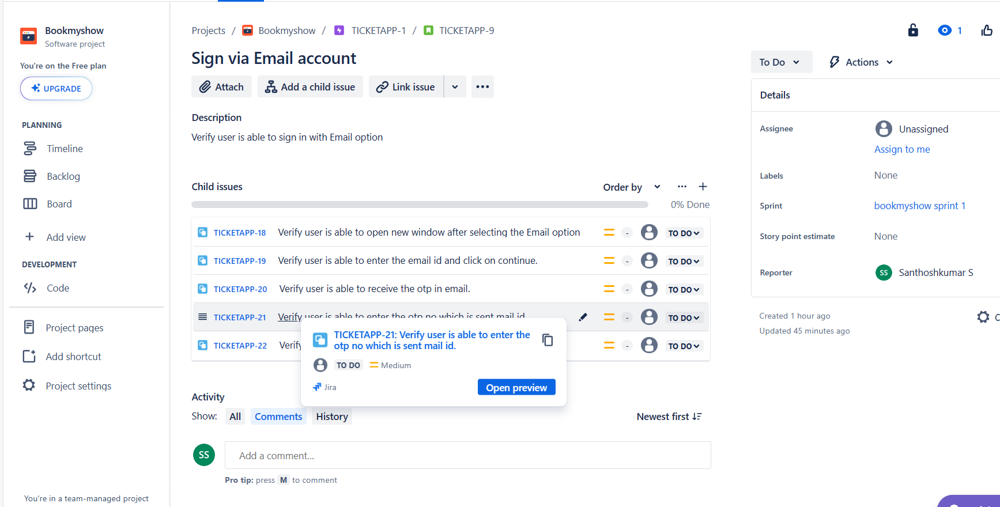 Bookmyshow
Software project
You're on the Free plan
UPGRADE
PLANNING
Timeline
Backlog
Board
Add view
DEVELOPMENT
Code
Project pages
Add shortcut
Project settings
You're in a team-managed project
Projects / Bookmyshow / TICKETAPP-1 / TICKETAPP-9
Sign via Email account
Attach Add a child issue Link issue
Description
Verify user is able to sign in with Email option
Child issues Order by
0% Done
TICKETAPP-18 Verify user is able to open new window after selecting the Email option - TO DO
TICKETAPP-19 Verify user is able to enter the email id and click on continue. - TO DO
TICKETAPP-20 Verify user is able to receive the otp in email. - TO DO
TICKETAPP-21 Verify user is able to enter the otp no which is sent mail id. - TO DO
TICKETAPP-22 Verify - TO DO
TICKETAPP-21: Verify user is able to enter the
otp no which is sent mail id.
TO DO Medium
Jira Open preview
Activity
Show: All Comments History Newest first
SS Add a comment...
Pro tip: press M to comment
1
To Do Actions
Details
Assignee Unassigned
Assign to me
Labels None
Sprint bookmyshow sprint 1
Story point estimate None
Reporter SS Santhoshkumar S
Created 1 hour ago
Updated 45 minutes ago